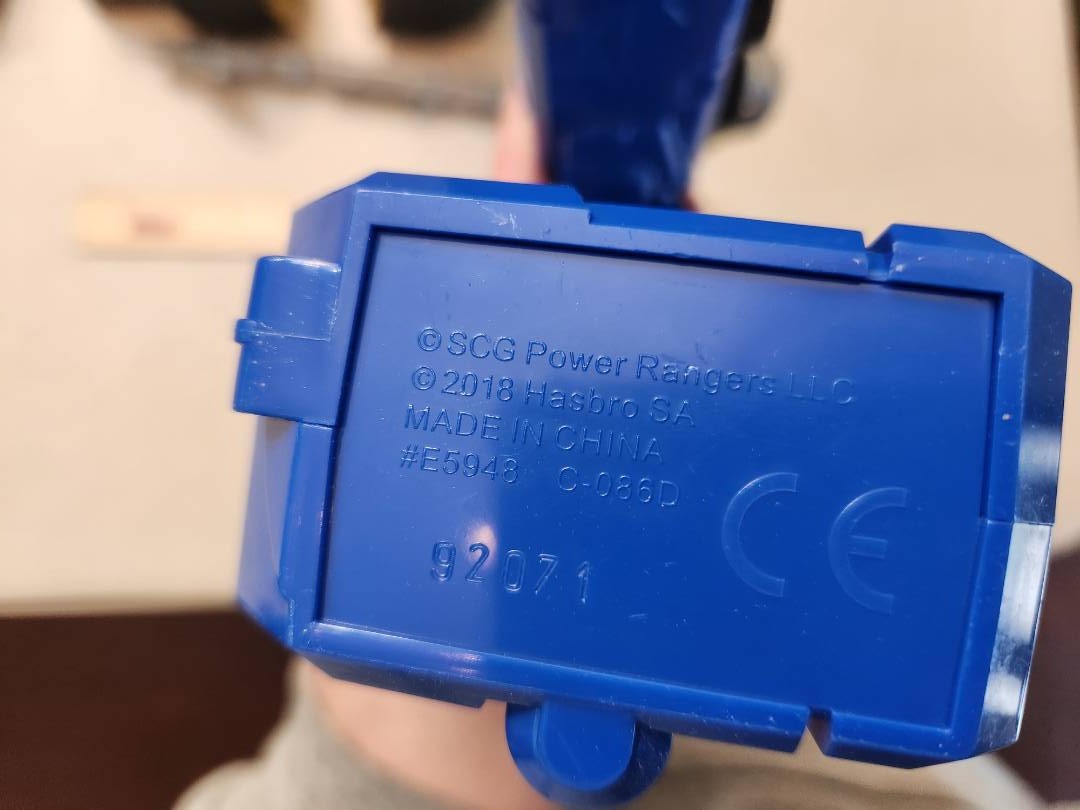 ©SCG Power Rangers LLC
©2018 Hasbro SA
MADE IN CHINA
#E5948 C-086D
92071
CE